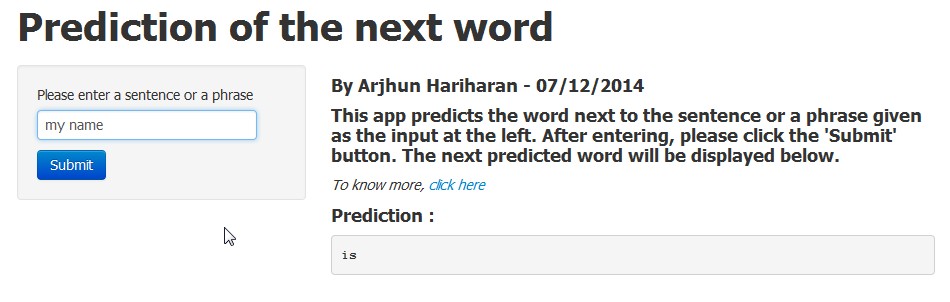 Prediction of the next word
Please enter a sentence or a phrase
my name
Submit
By Arjhun Hariharan - 07/12/2014
This app predicts the word next to the sentence or a phrase given
as the input at the left. After entering, please click the 'Submit'
button. The next predicted word will be displayed below.
To know more, click here
Prediction :
is